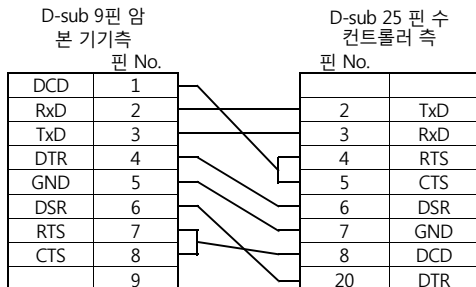 D-sub 9핀 암
본 기기측
핀 No.
DCD 1
RxD 2
TxD 3
DTR 4
GND 5
DSR 6
RTS 7
CTS 8
9
D-sub 25 핀 수
컨트롤러 측
핀 No.
2 TxD
3 RxD
4 RTS
5 CTS
6 DSR
7 GND
8 DCD
20 DTR